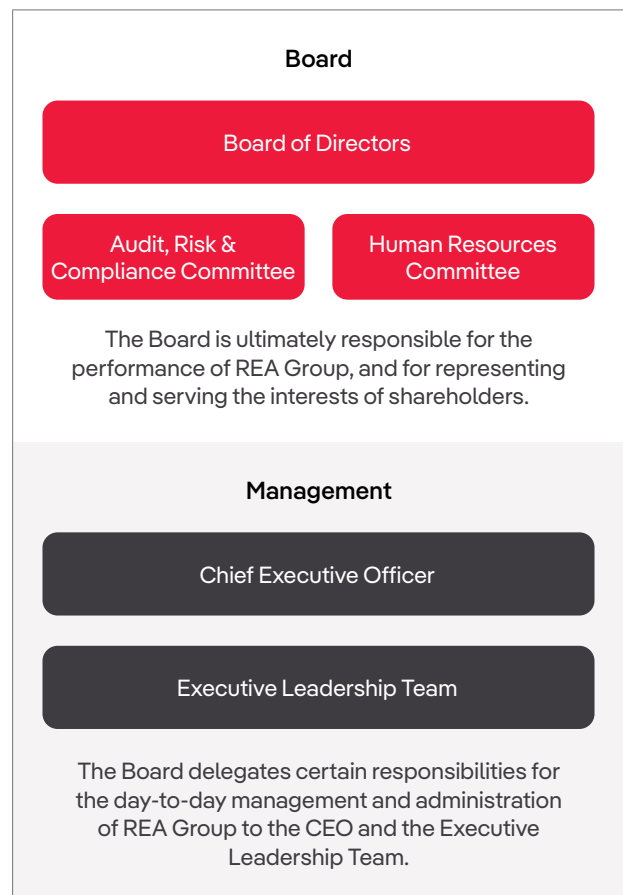 Board
Board of Directors
Audit, Risk &
Compliance Committee
Human Resources
Committee
The Board is ultimately responsible for the
performance of REA Group, and for representing
and serving the interests of shareholders.
Management
Chief Executive Officer
Executive Leadership Team
The Board delegates certain responsibilities for
the day-to-day management and administration
of REA Group to the CEO and the Executive
Leadership Team.